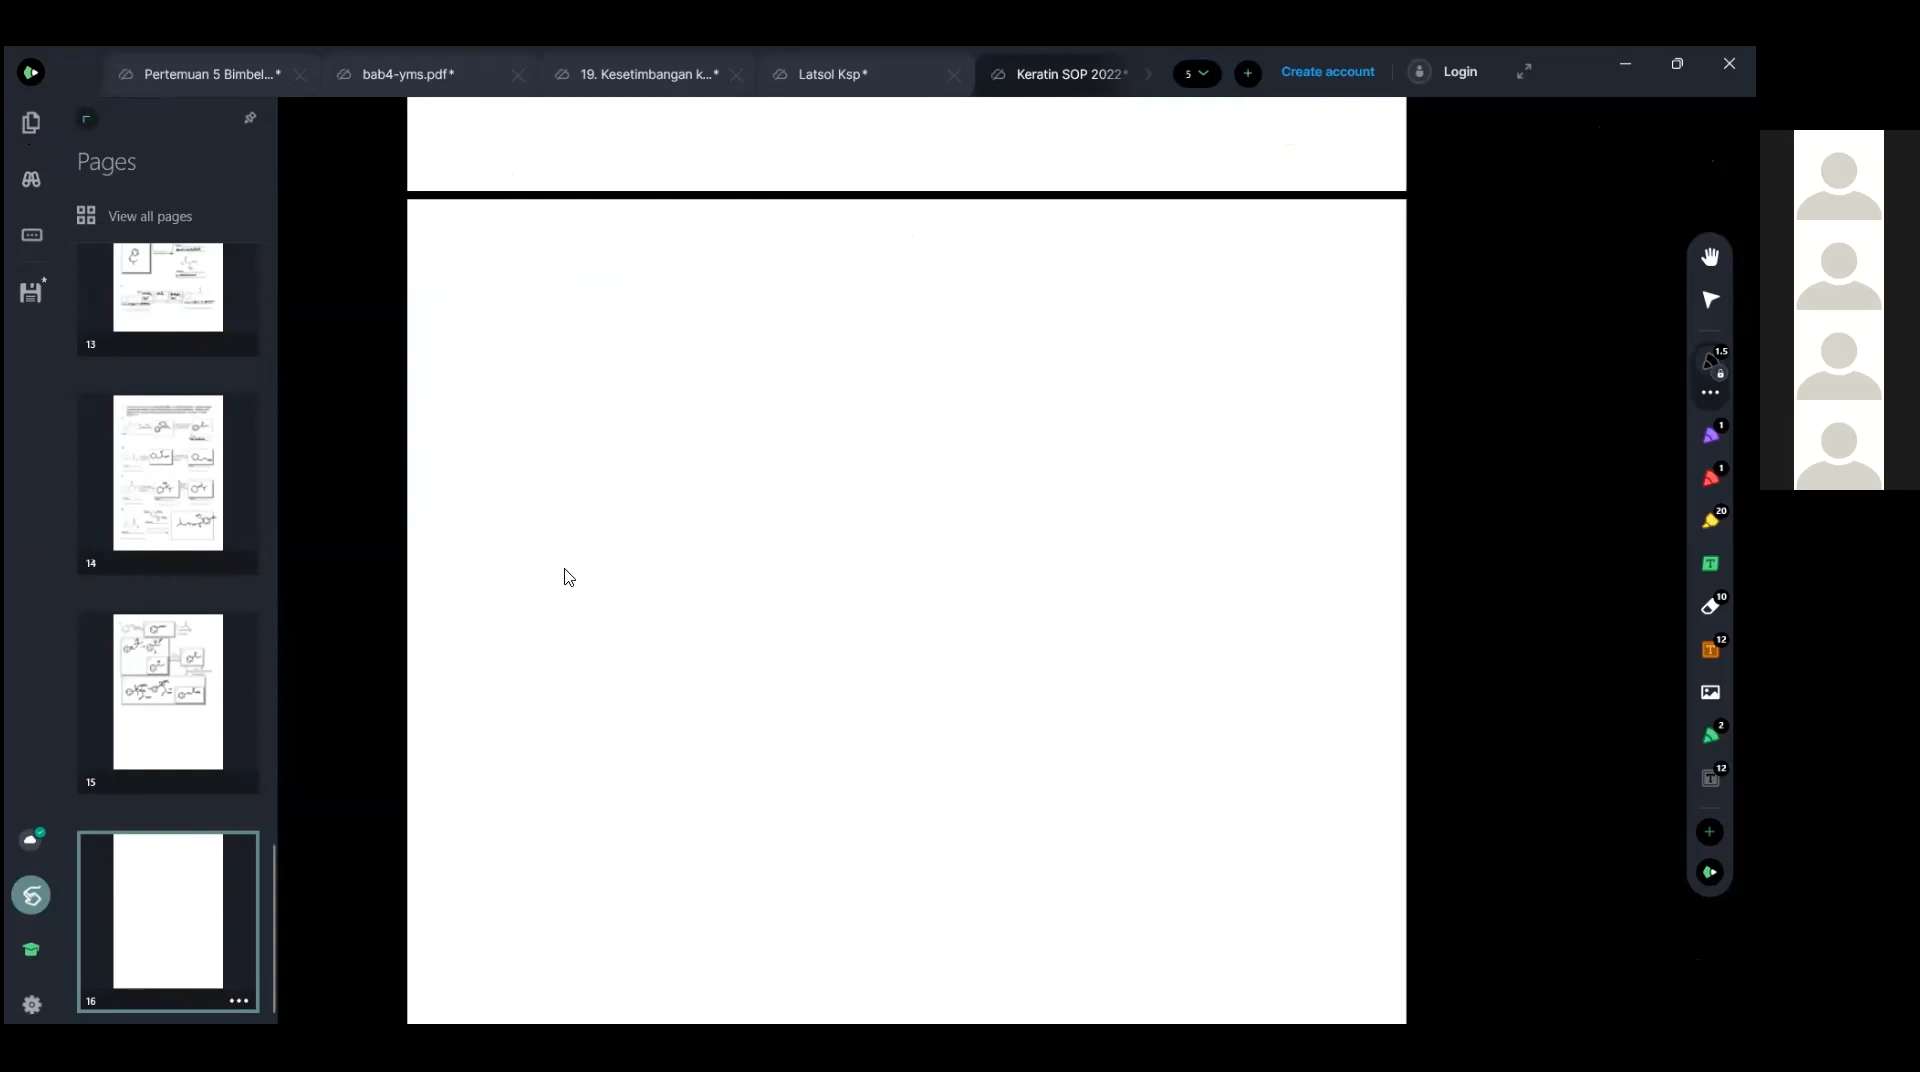 Pertemuan 5 Bimbel...*
bab4-yms.pdf*
19. Kesetimbangan k...*
Latsol Ksp*
Keratin SOP 2022*
5
Create account
Login
Pages
View all pages
13
14
15
16
1.5
1
1
20
T
10
12
T
2
12
T